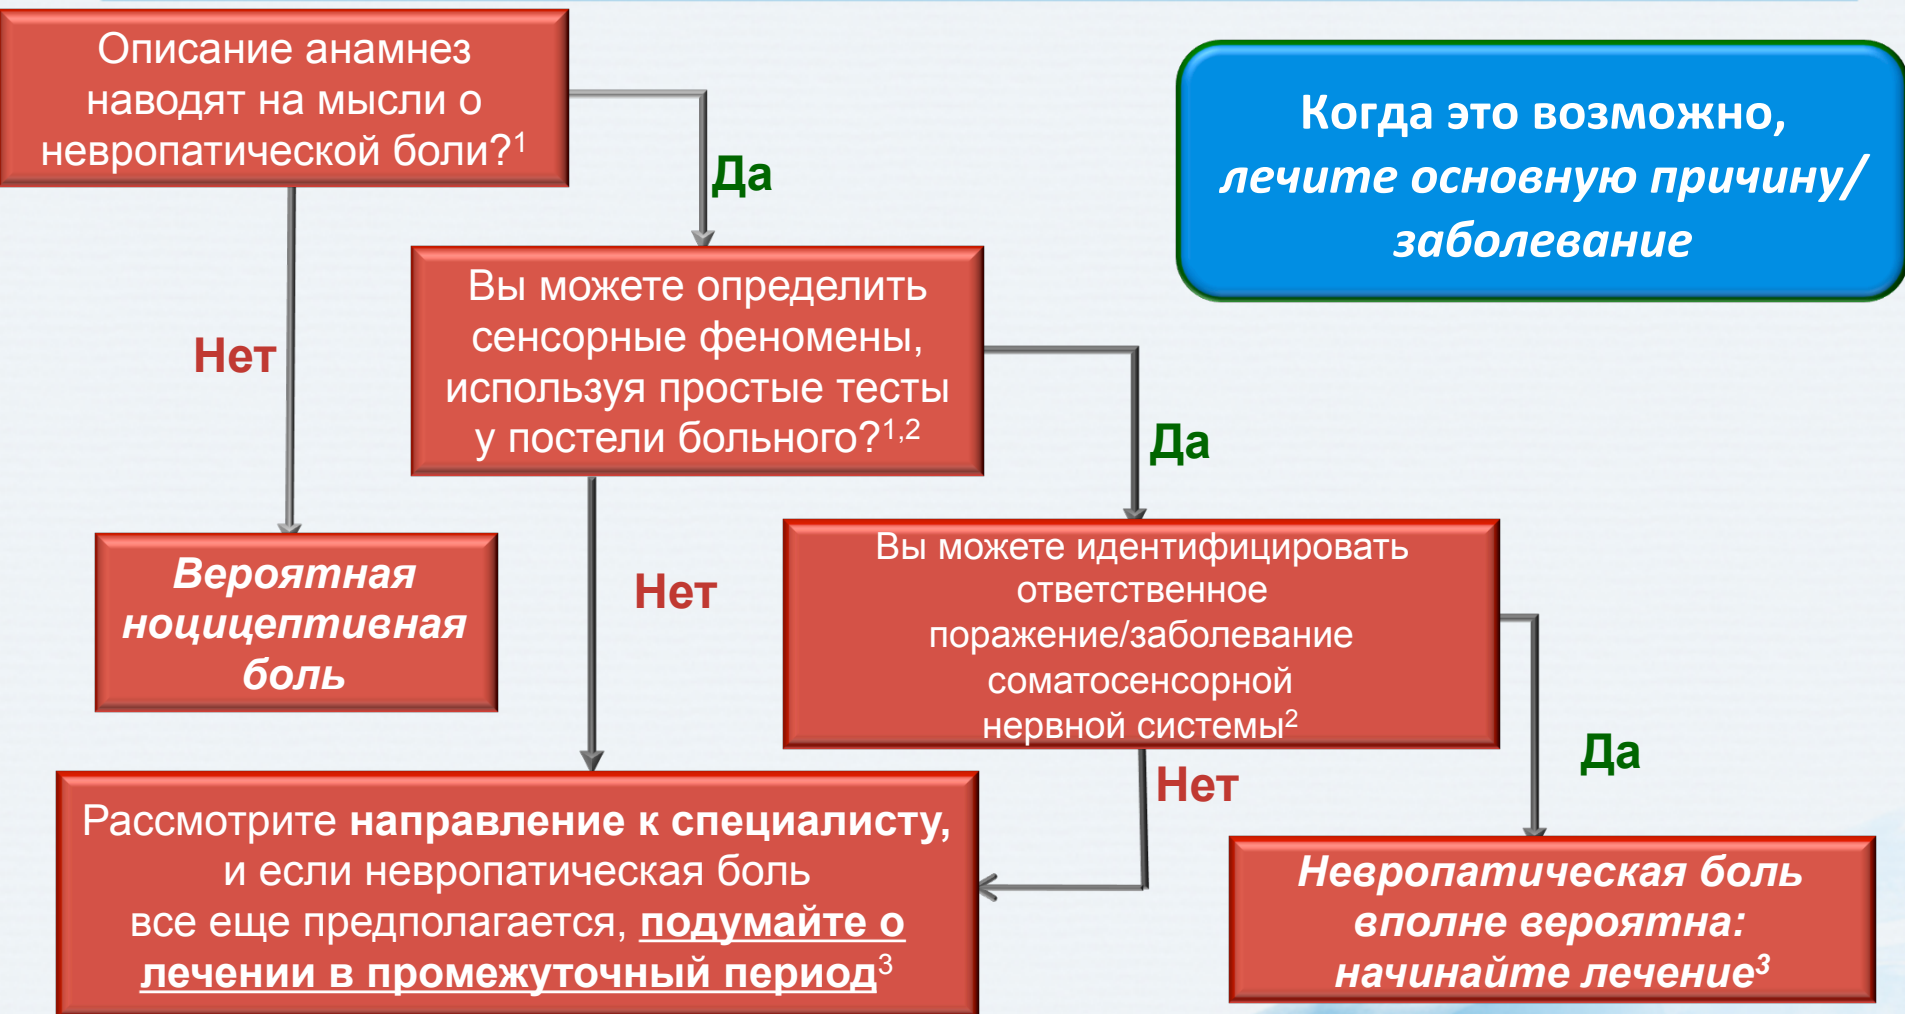 Описание анамнез
наводят на мысли о
невропатической боли?¹
Когда это возможно,
лечите основную причину/
заболевание
Да
Вы можете определить
сенсорные феномены,
используя простые тесты
у постели больного?¹,²
Нет
Да
Вероятная
ноцицептивная
боль
Нет
Вы можете идентифицировать
ответственное
поражение/заболевание
соматосенсорной
нервной системы²
Да
Нет
Рассмотрите направление к специалисту,
и если невропатическая боль
все еще предполагается, подумайте о
лечении в промежуточный период³
Невропатическая боль
вполне вероятна:
начинайте лечение³